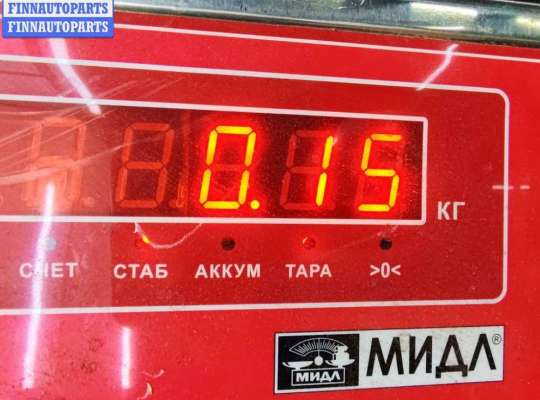 FINNAUTOPARTS
FINNAUTOPARTS
0.15
КГ
СЧЕТ СТАБ АККУМ ТАРА >0<
МИДЛ МИДЛ®